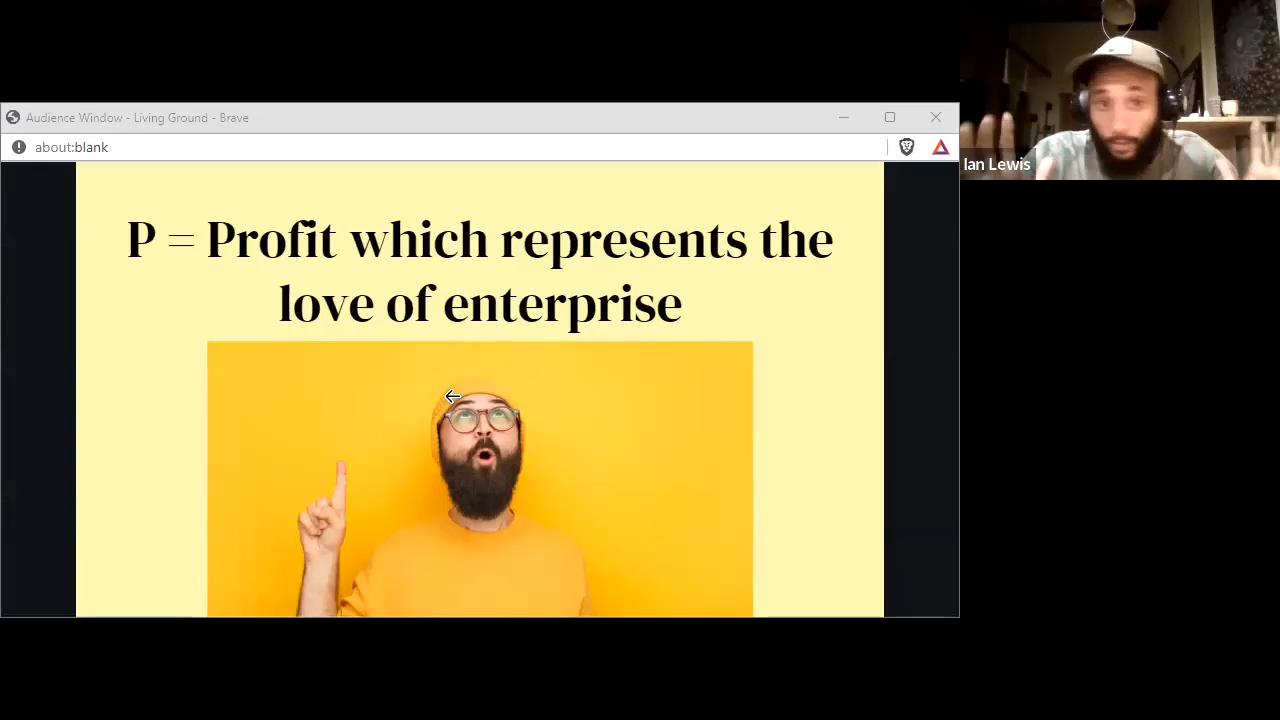 Audience Window - Living Ground - Brave
about:blank
Ian Lewis
P = Profit which represents the
love of enterprise